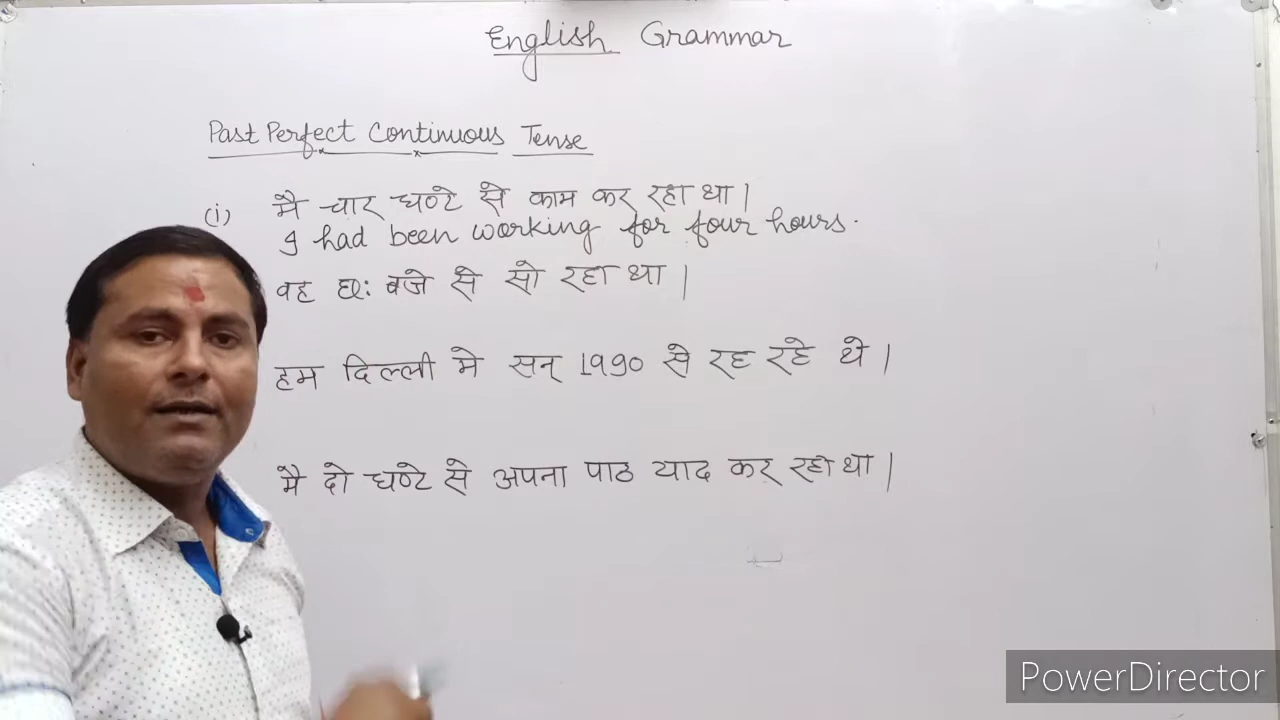 English Grammar
Past Perfect Continuous Tense
(i) मै चार घण्टे से काम कर रहा था |
I had been working for four hours.
वह छः बजे से सो रहा था |
हम दिल्ली मे सन् 1990 से रह रहे थे |
मै दो घण्टे से अपना पाठ याद कर रहा था |
PowerDirector